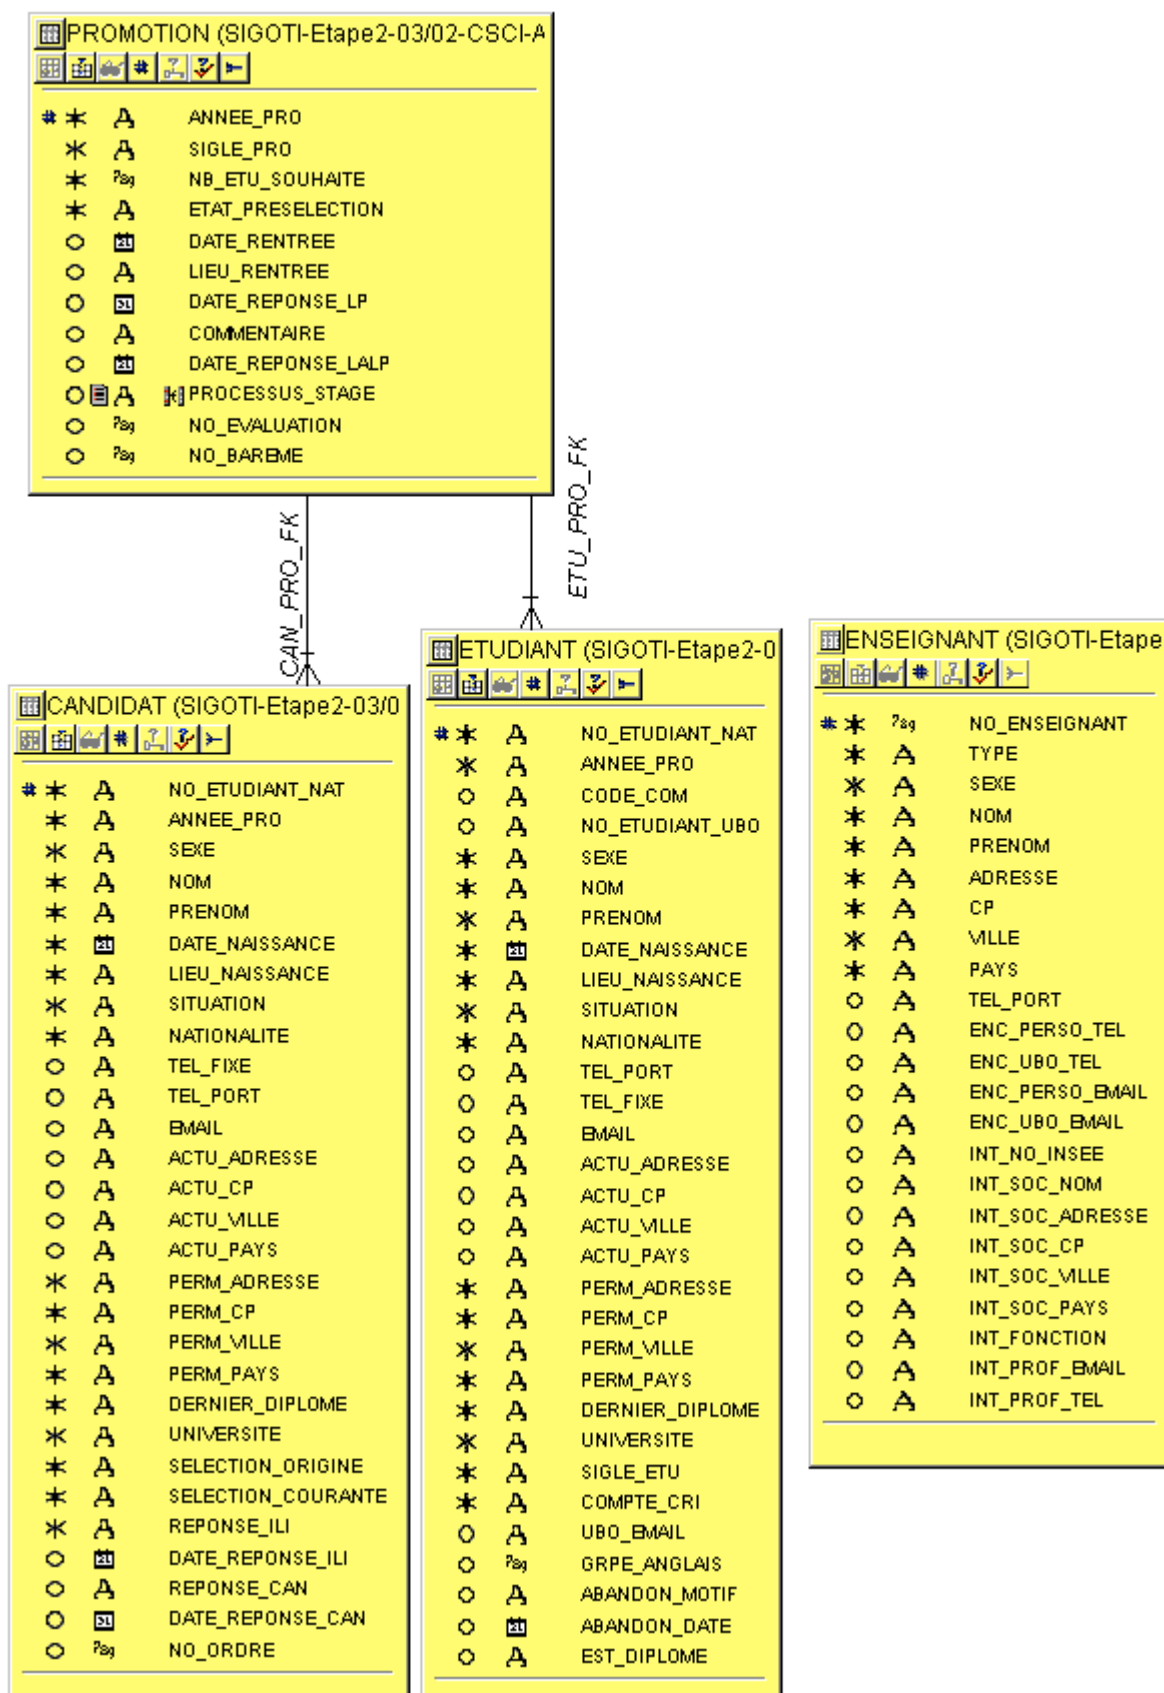 PROMOTION (SIGOTI-Etape2-03/02-CSCI-A
ANNEE_PRO
SIGLE_PRO
NB_ETU_SOUHAITE
ETAT_PRESELECTION
DATE_RENTREE
LIEU_RENTREE
DATE_REPONSE_LP
COMMENTAIRE
DATE_REPONSE_LALP
PROCESSUS_STAGE
NO_EVALUATION
NO_BAREME
CAN_PRO_FK
ETU_PRO_FK
CANDIDAT (SIGOTI-Etape2-03/0
NO_ETUDIANT_NAT
ANNEE_PRO
SEXE
NOM
PRENOM
DATE_NAISSANCE
LIEU_NAISSANCE
SITUATION
NATIONALITE
TEL_FIXE
TEL_PORT
EMAIL
ACTU_ADRESSE
ACTU_CP
ACTU_VILLE
ACTU_PAYS
PERM_ADRESSE
PERM_CP
PERM_VILLE
PERM_PAYS
DERNIER_DIPLOME
UNIVERSITE
SELECTION_ORIGINE
SELECTION_COURANTE
REPONSE_ILI
DATE_REPONSE_ILI
REPONSE_CAN
DATE_REPONSE_CAN
NO_ORDRE
ETUDIANT (SIGOTI-Etape2-0
NO_ETUDIANT_NAT
ANNEE_PRO
CODE_COM
NO_ETUDIANT_UBO
SEXE
NOM
PRENOM
DATE_NAISSANCE
LIEU_NAISSANCE
SITUATION
NATIONALITE
TEL_PORT
TEL_FIXE
EMAIL
ACTU_ADRESSE
ACTU_CP
ACTU_VILLE
ACTU_PAYS
PERM_ADRESSE
PERM_CP
PERM_VILLE
PERM_PAYS
DERNIER_DIPLOME
UNIVERSITE
SIGLE_ETU
COMPTE_CRI
UBO_EMAIL
GRPE_ANGLAIS
ABANDON_MOTIF
ABANDON_DATE
EST_DIPLOME
ENSEIGNANT (SIGOTI-Etape
NO_ENSEIGNANT
TYPE
SEXE
NOM
PRENOM
ADRESSE
CP
VILLE
PAYS
TEL_PORT
ENC_PERSO_TEL
ENC_UBO_TEL
ENC_PERSO_EMAIL
ENC_UBO_EMAIL
INT_NO_INSEE
INT_SOC_NOM
INT_SOC_ADRESSE
INT_SOC_CP
INT_SOC_VILLE
INT_SOC_PAYS
INT_FONCTION
INT_PROF_EMAIL
INT_PROF_TEL